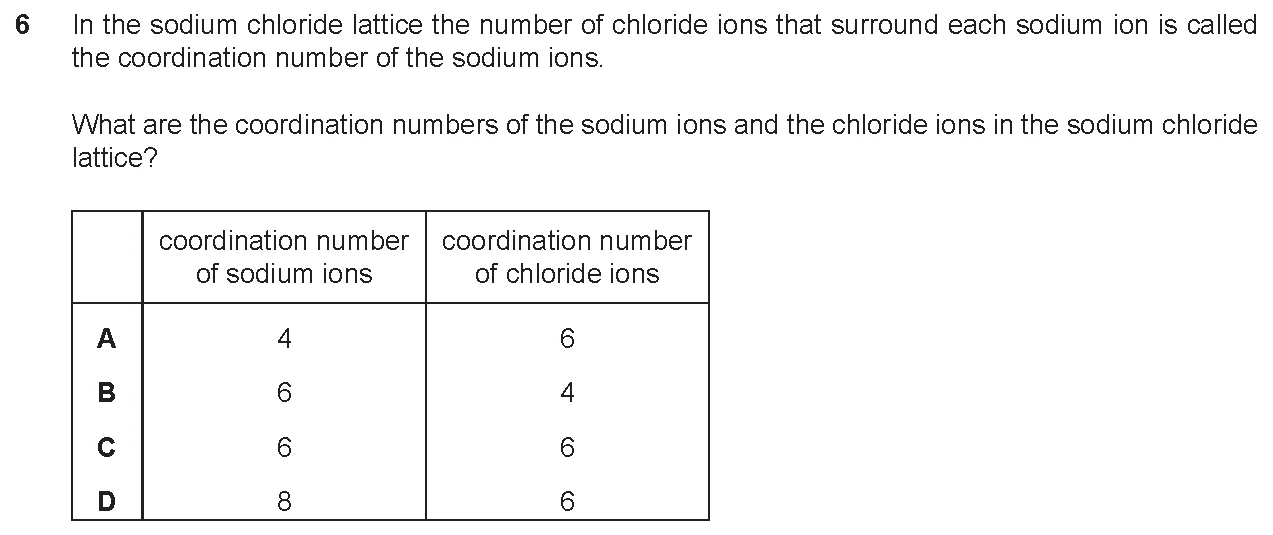 6 In the sodium chloride lattice the number of chloride ions that surround each sodium ion is called
the coordination number of the sodium ions.
What are the coordination numbers of the sodium ions and the chloride ions in the sodium chloride
lattice?
coordination number of sodium ions coordination number of chloride ions
A 4 6
B 6 4
C 6 6
D 8 6